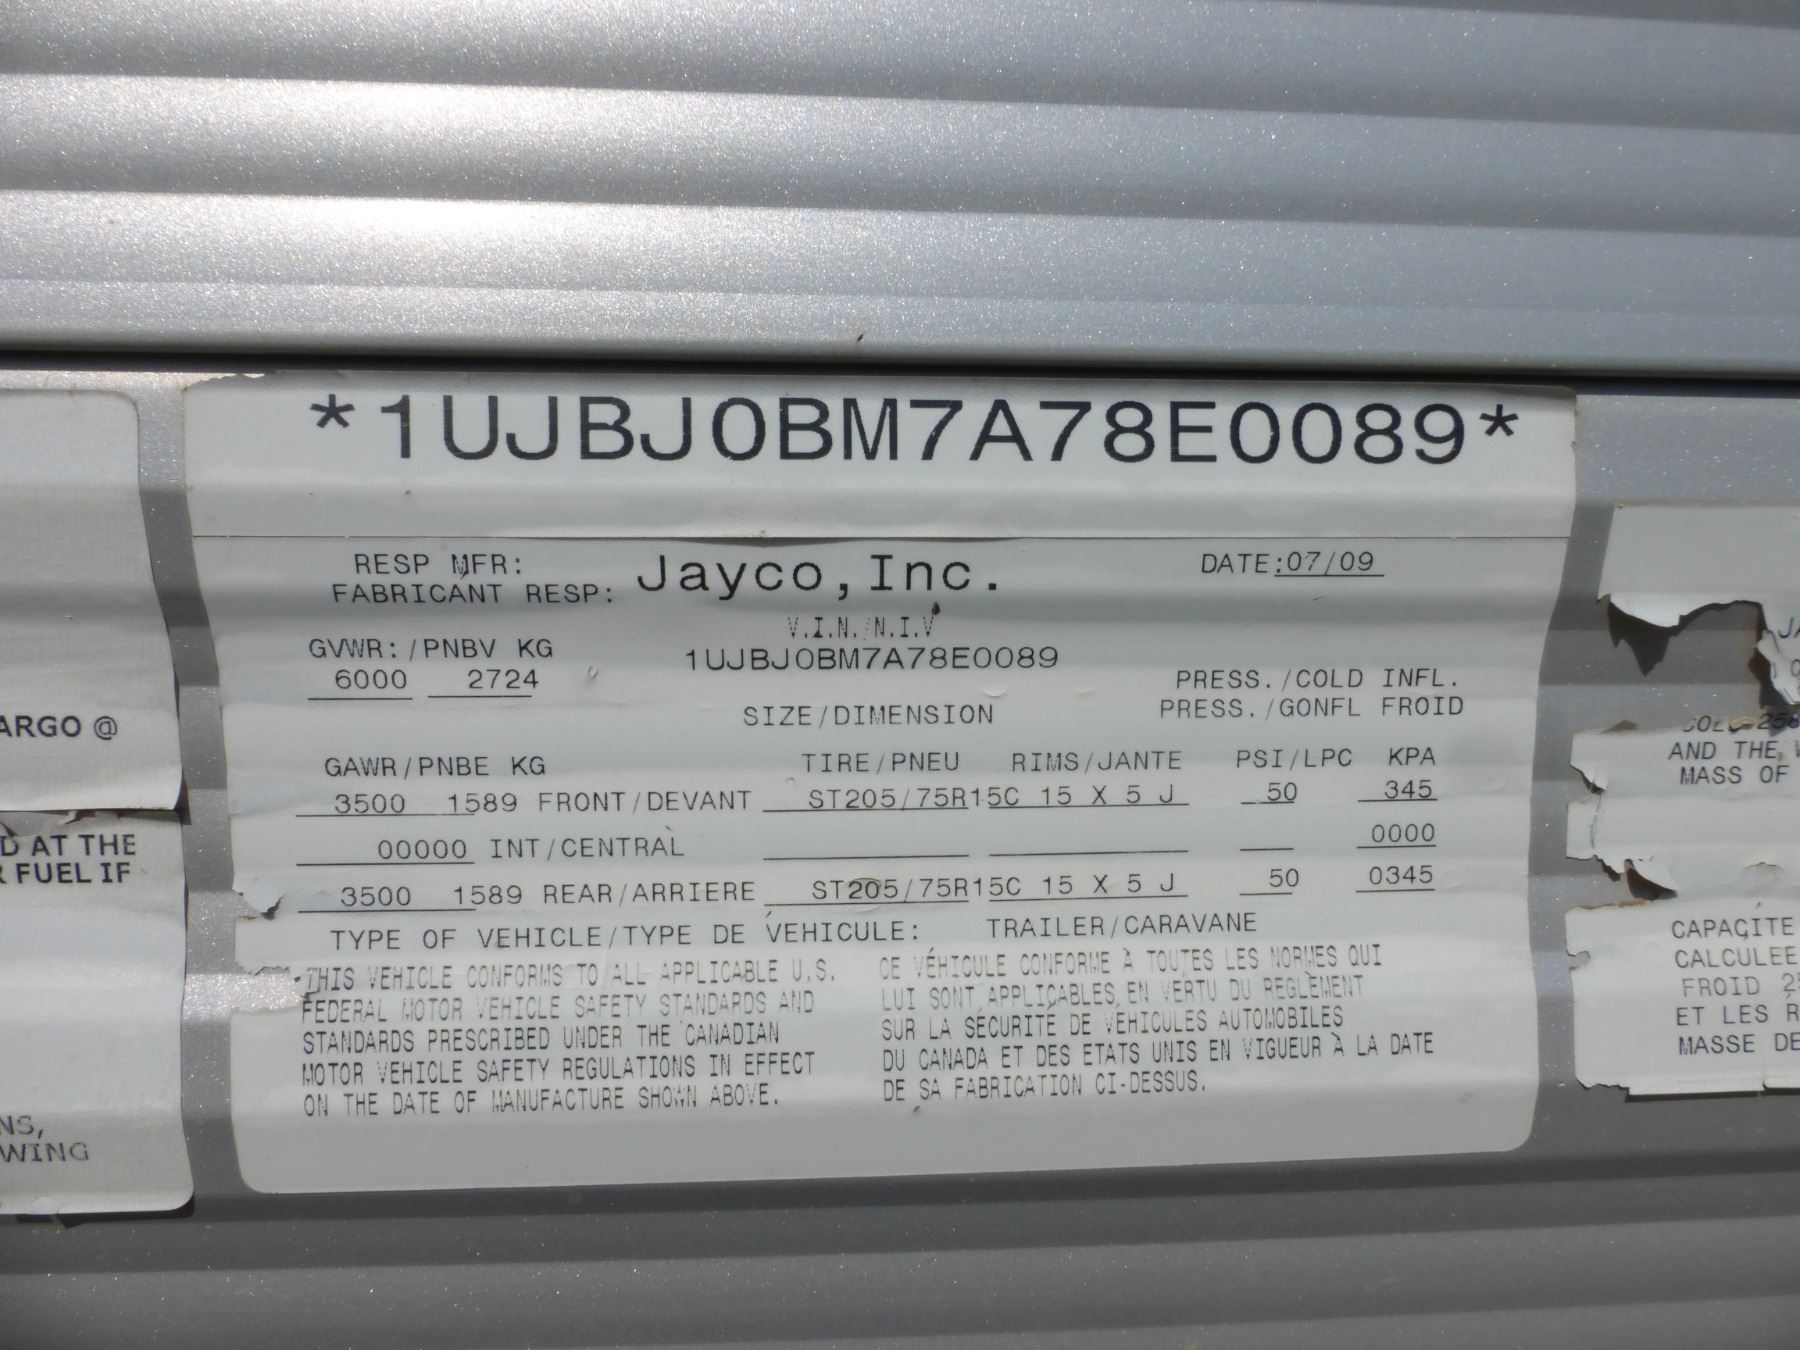 *1UJBJ0BM7A78E0089*
RESP MFR:
FABRICANT RESP:
Jayco, Inc.
DATE:07/09
V.I.N./N.I.V
1UJBJ0BM7A78E0089
GVWR:/PNBV KG
6000 2724
PRESS./COLD INFL.
PRESS./GONFL FROID
SIZE/DIMENSION
GAWR/PNBE KG TIRE/PNEU RIMS/JANTE PSI/LPC KPA
3500 1589 FRONT/DEVANT ST205/75R15C 15 X 5 J 50 345
00000 INT/CENTRAL 0000
3500 1589 REAR/ARRIERE ST205/75R15C 15 X 5 J 50 0345
TYPE OF VEHICLE/TYPE DE VEHICULE: TRAILER/CARAVANE
THIS VEHICLE CONFORMS TO ALL APPLICABLE U.S.
FEDERAL MOTOR VEHICLE SAFETY STANDARDS AND
STANDARDS PRESCRIBED UNDER THE CANADIAN
MOTOR VEHICLE SAFETY REGULATIONS IN EFFECT
ON THE DATE OF MANUFACTURE SHOWN ABOVE.
CE VÉHICULE CONFORME À TOUTES LES NORMES QUI
LUI SONT APPLICABLES, EN VERTU DU REGLEMENT
SUR LA SÉCURITE DE VEHICULES AUTOMOBILES
DU CANADA ET DES ETATS UNIS EN VIGUEUR À LA DATE
DE SA FABRICATION CI-DESSUS.
ARGO @
D AT THE
R FUEL IF
NS,
WING
AND THE
MASS OF
CAPACITE
CALCULEE
FROID
ET LES R
MASSE DE